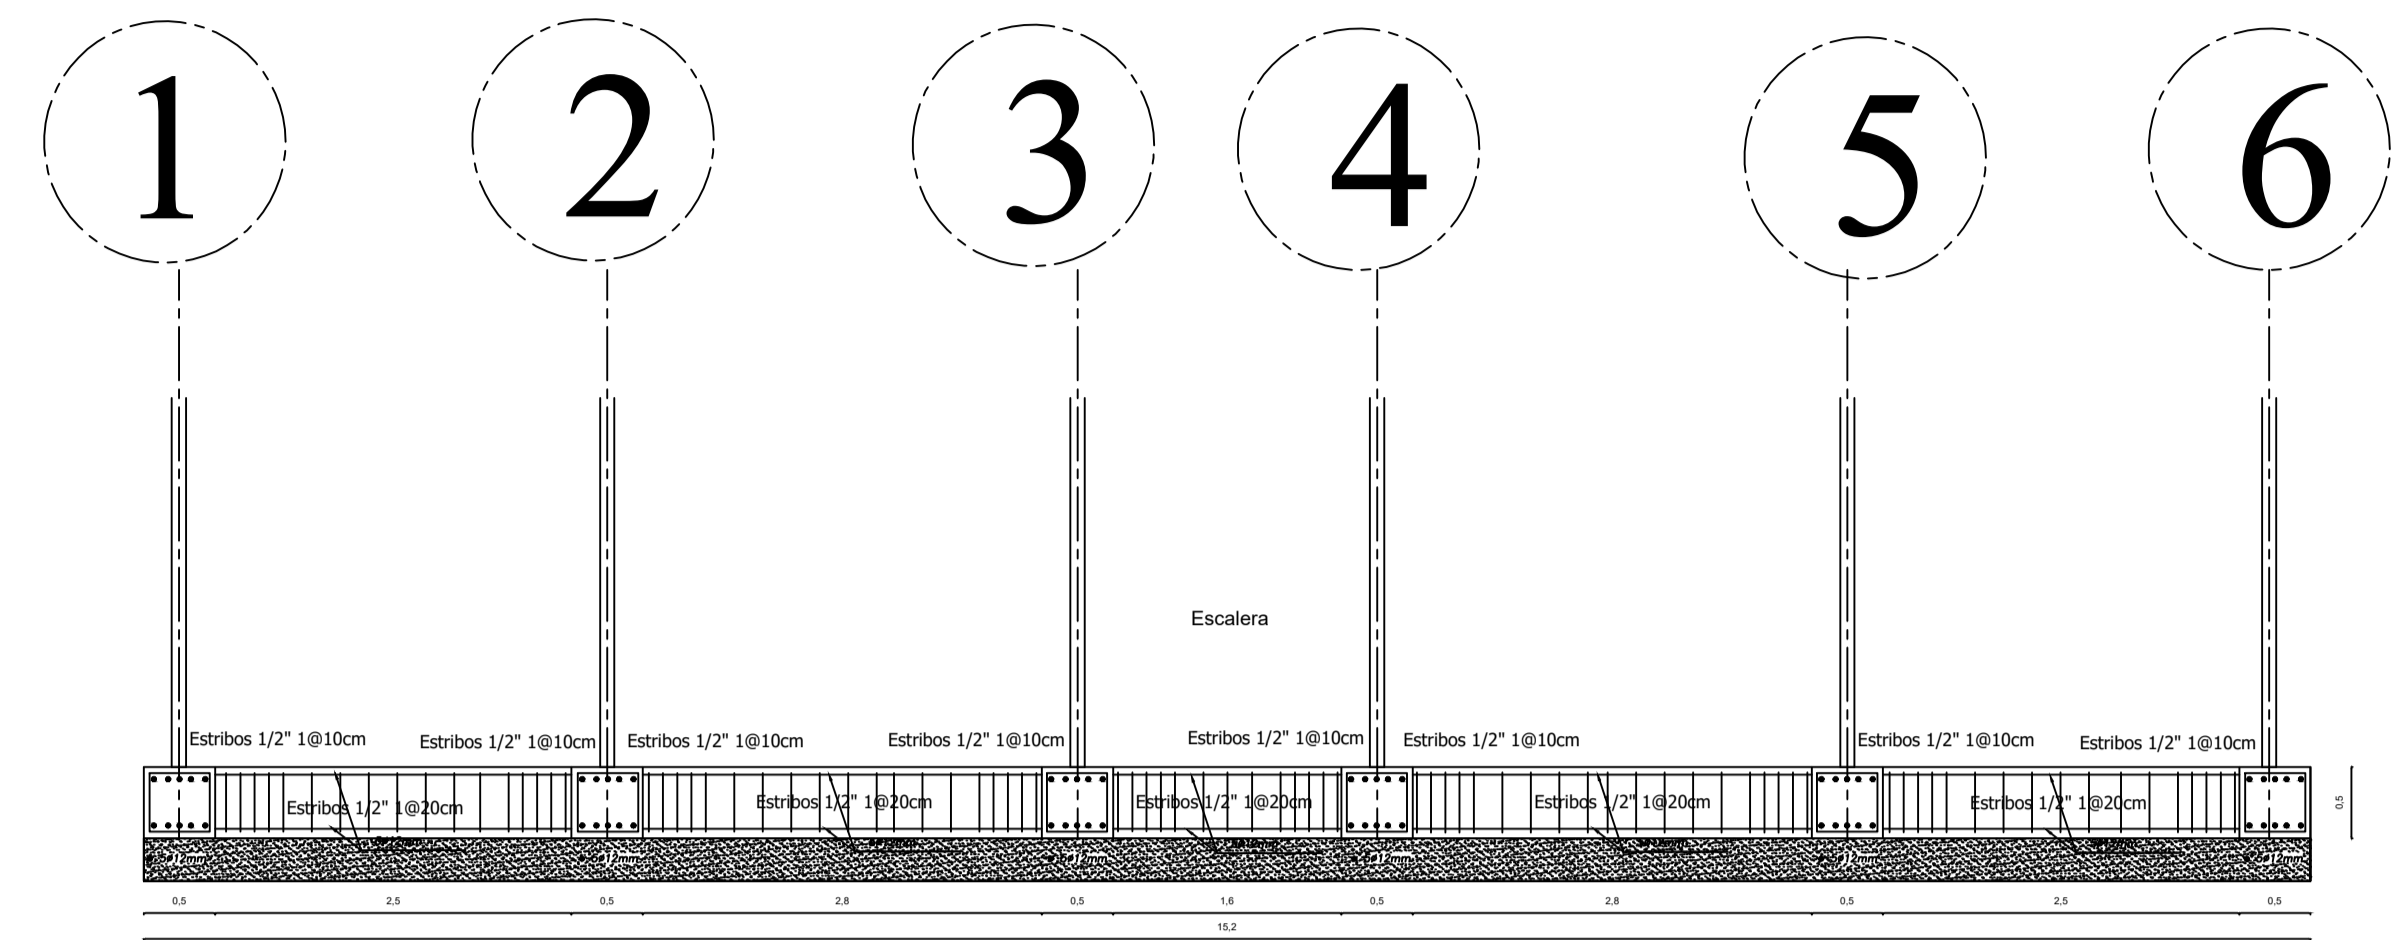 1 2 3 4 5 6
Escalera
Estribos 1/2" 1@10cm Estribos 1/2" 1@10cm Estribos 1/2" 1@10cm Estribos 1/2" 1@10cm Estribos 1/2" 1@10cm Estribos 1/2" 1@10cm Estribos 1/2" 1@10cm Estribos 1/2" 1@10cm
Estribos 1/2" 1@20cm Estribos 1/2" 1@20cm Estribos 1/2" 1@20cm Estribos 1/2" 1@20cm Estribos 1/2" 1@20cm
0,5
0,5 2,5 0,5 2,8 0,5 1,6 0,5 2,8 0,5 2,5 0,5
15,2